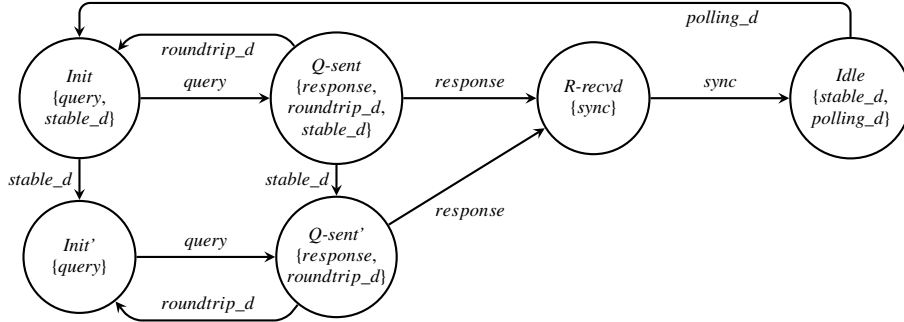 polling_d
roundtrip_d
Init
{query,
stable_d}
query
Q-sent
{response,
roundtrip_d,
stable_d}
response
R-recvd
{sync}
sync
Idle
{stable_d,
polling_d}
stable_d
stable_d
Init’
{query}
query
Q-sent’
{response,
roundtrip_d}
response
roundtrip_d